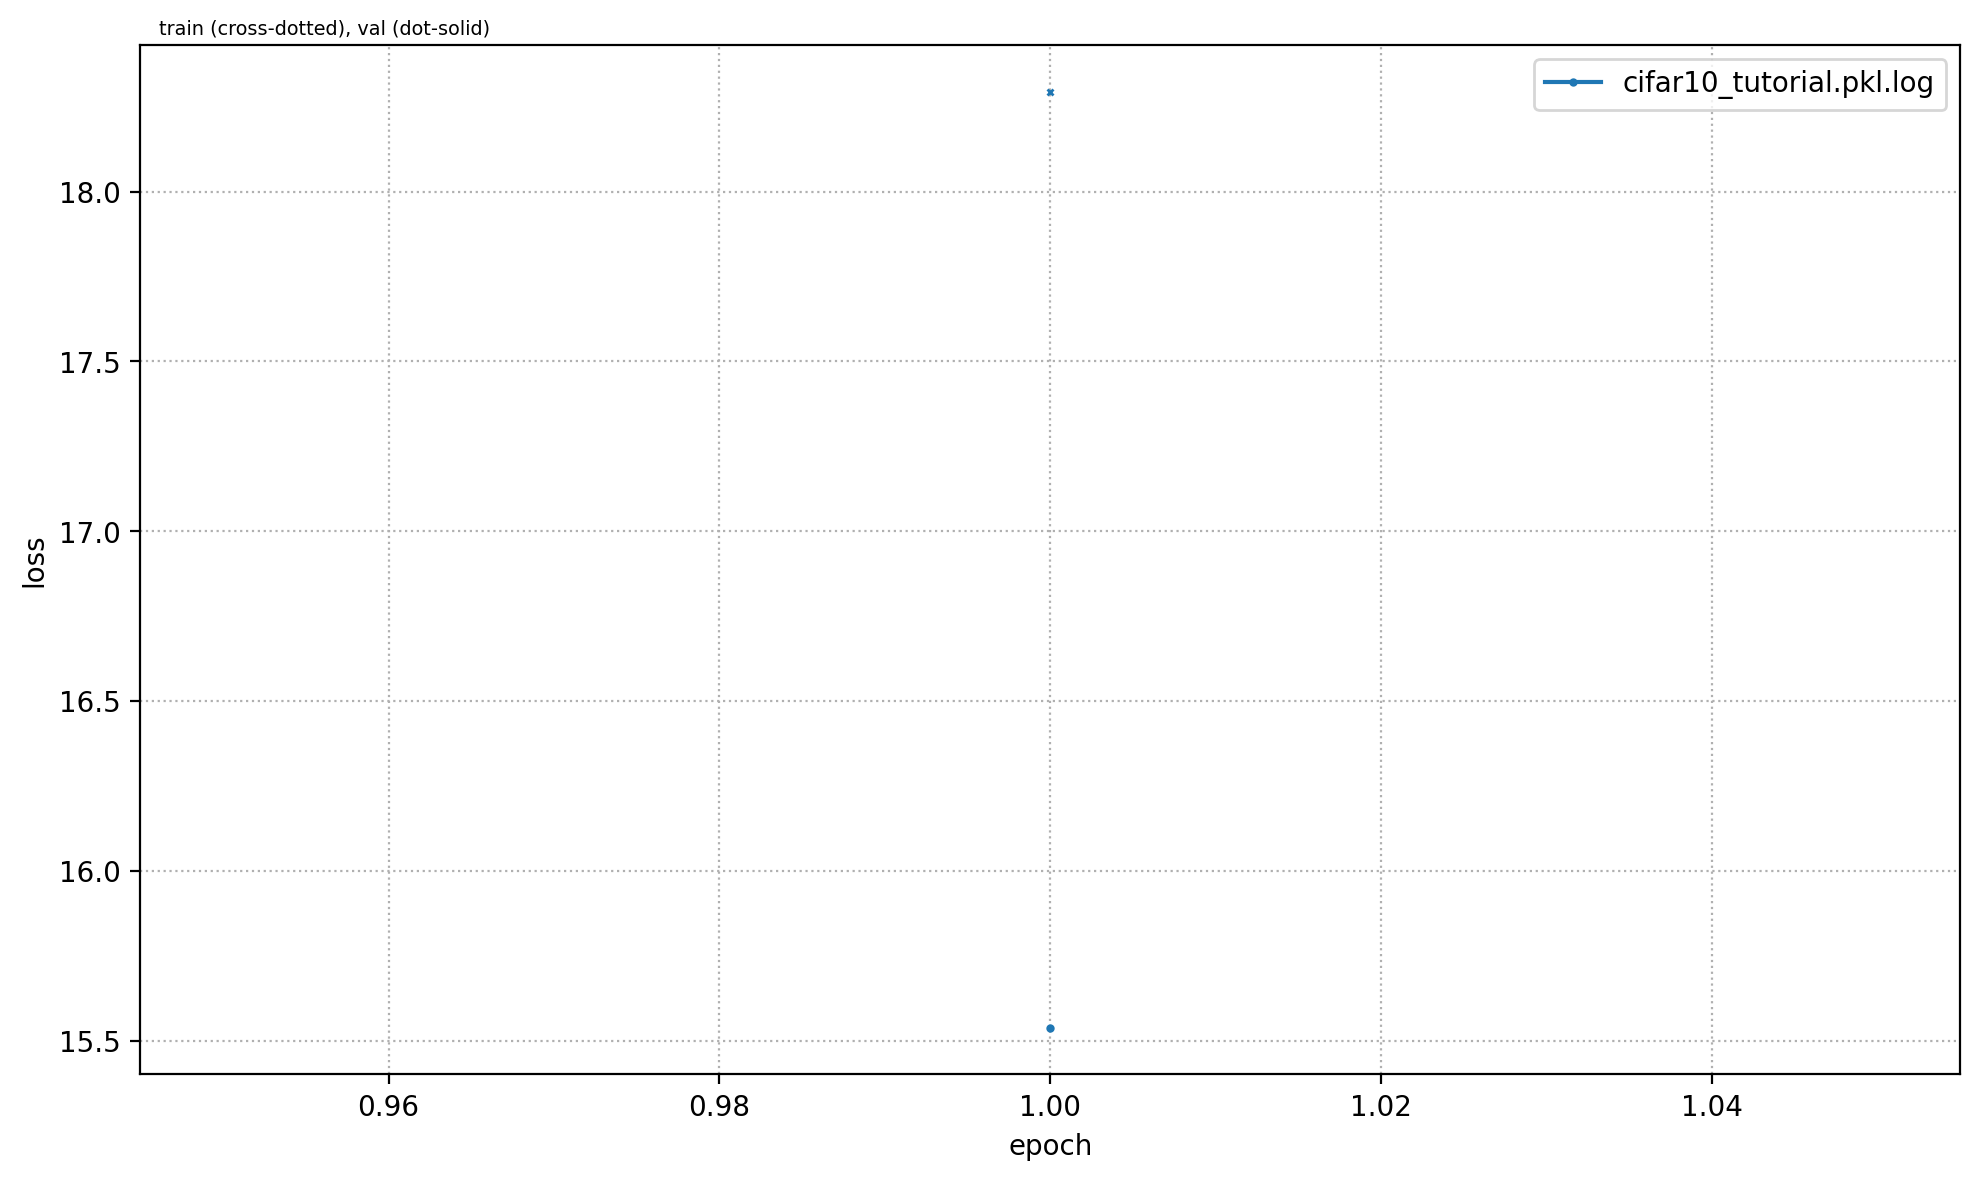 train (cross-dotted), val (dot-solid)
cifar10_tutorial.pkl.log
18.0
17.5
17.0
16.5
16.0
15.5
loss
0.96 0.98 1.00 1.02 1.04
epoch